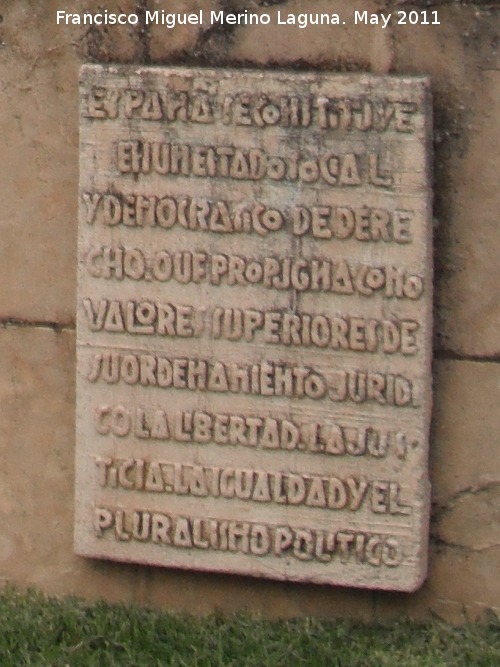 Francisco Miguel Merino Laguna. May 2011
ESPAÑA SE CONSTITUYE
EN UN ESTADO SOCIAL
Y DEMOCRATICO DE DERE
CHO. QUE PROPUGNA COMO
VALORES SUPERIORES DE
SU ORDENAMIENTO JURIDI
CO LA LIBERTAD. LA JUS
TICIA. LA IGUALDAD Y EL
PLURALISMO POLITICO